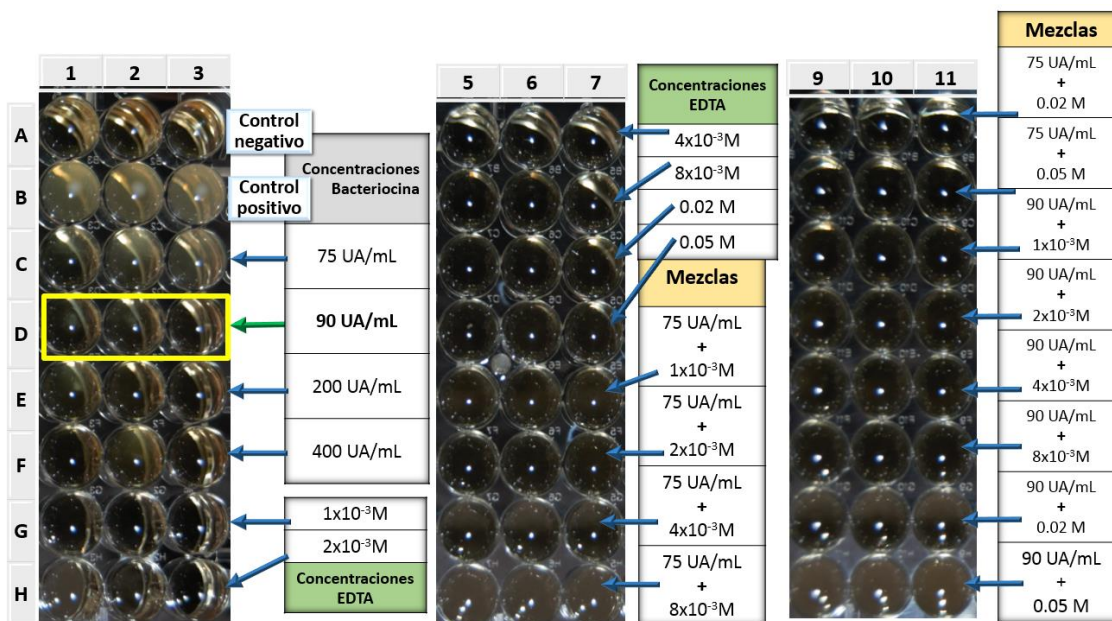 1 2 3
A
B
C
D
E
F
G
H
Control
negativo
Control
positivo
Concentraciones
Bacteriocina
75 UA/mL
90 UA/mL
200 UA/mL
400 UA/mL
1x10⁻³M
2x10⁻³M
Concentraciones
EDTA
5 6 7
Concentraciones
EDTA
4x10⁻³M
8x10⁻³M
0.02 M
0.05 M
Mezclas
75 UA/mL
+
1x10⁻³M
75 UA/mL
+
2x10⁻³M
75 UA/mL
+
4x10⁻³M
75 UA/mL
+
8x10⁻³M
9 10 11
Mezclas
75 UA/mL
+
0.02 M
75 UA/mL
+
0.05 M
90 UA/mL
+
1x10⁻³M
90 UA/mL
+
2x10⁻³M
90 UA/mL
+
4x10⁻³M
90 UA/mL
+
8x10⁻³M
90 UA/mL
+
0.02 M
90 UA/mL
+
0.05 M